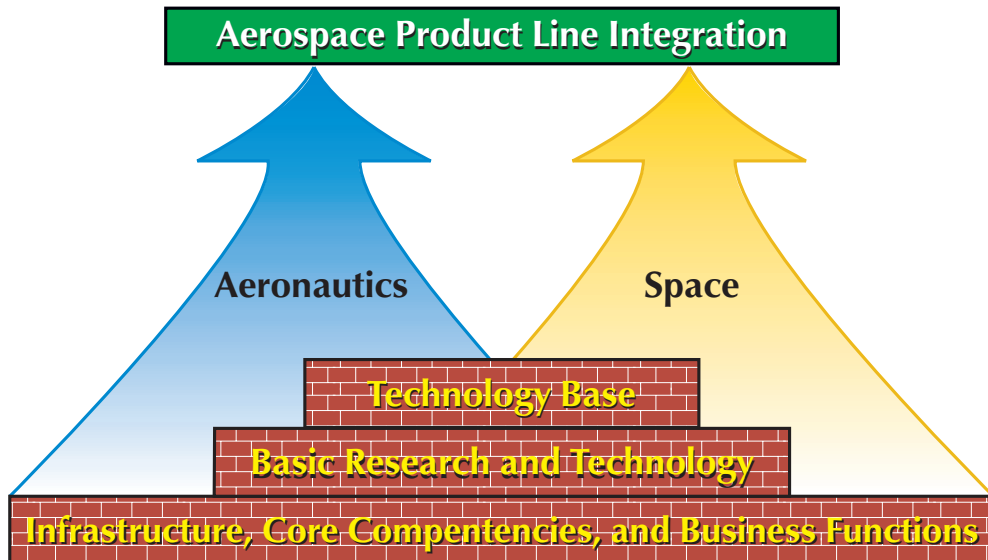 Aerospace Product Line Integration
Aeronautics
Space
Technology Base
Basic Research and Technology
Infrastructure, Core Compentencies, and Business Functions